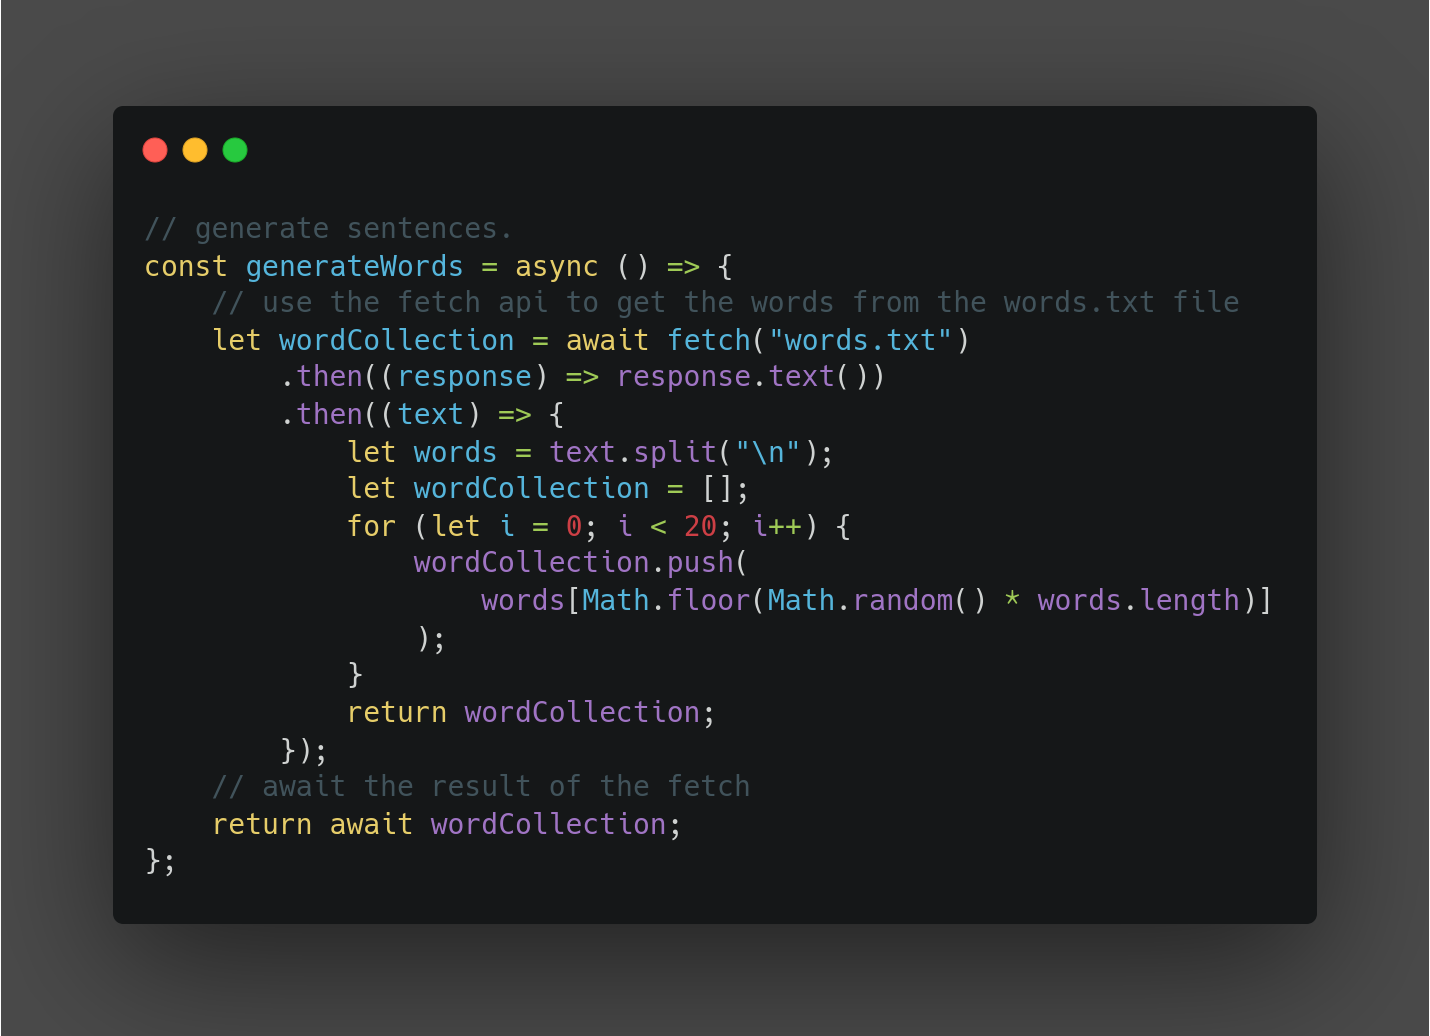 // generate sentences.
const generateWords = async () => {
    // use the fetch api to get the words from the words.txt file
    let wordCollection = await fetch("words.txt")
        .then((response) => response.text())
        .then((text) => {
            let words = text.split("\n");
            let wordCollection = [];
            for (let i = 0; i < 20; i++) {
                wordCollection.push(
                    words[Math.floor(Math.random() * words.length)]
                );
            }
            return wordCollection;
        });
    // await the result of the fetch
    return await wordCollection;
};